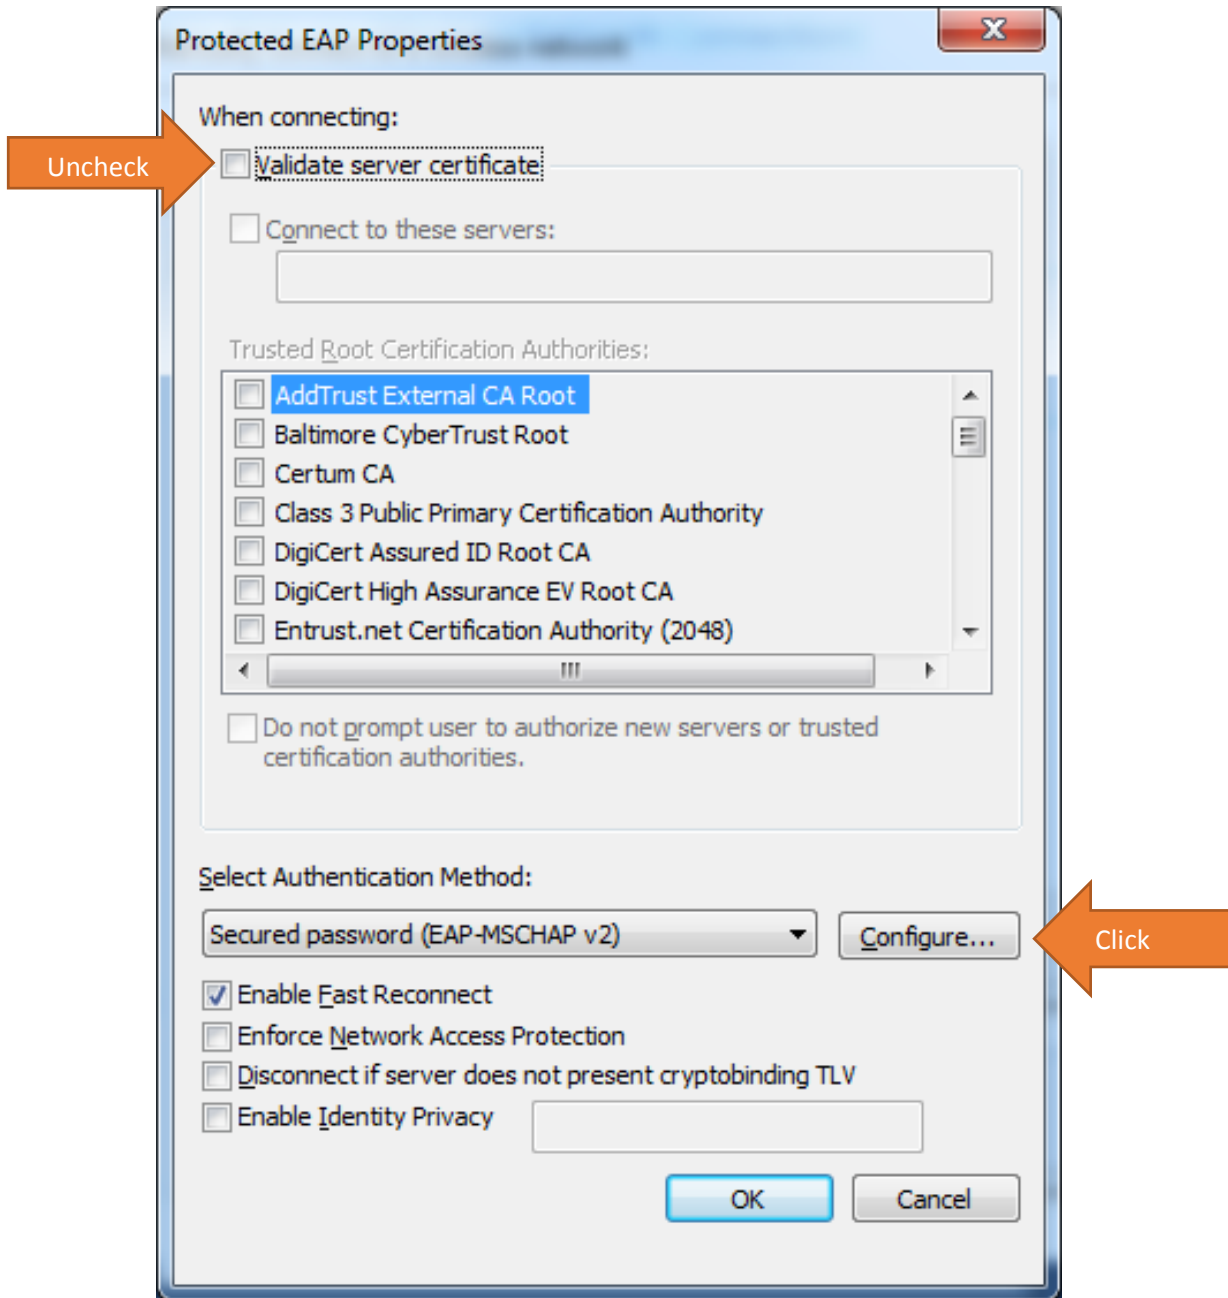 Protected EAP Properties
When connecting:
Uncheck
Validate server certificate
Connect to these servers:
Trusted Root Certification Authorities:
AddTrust External CA Root
Baltimore CyberTrust Root
Certum CA
Class 3 Public Primary Certification Authority
DigiCert Assured ID Root CA
DigiCert High Assurance EV Root CA
Entrust.net Certification Authority (2048)
Do not prompt user to authorize new servers or trusted
certification authorities.
Select Authentication Method:
Secured password (EAP-MSCHAP v2)
Configure...
Click
Enable Fast Reconnect
Enforce Network Access Protection
Disconnect if server does not present cryptobinding TLV
Enable Identity Privacy
OK
Cancel